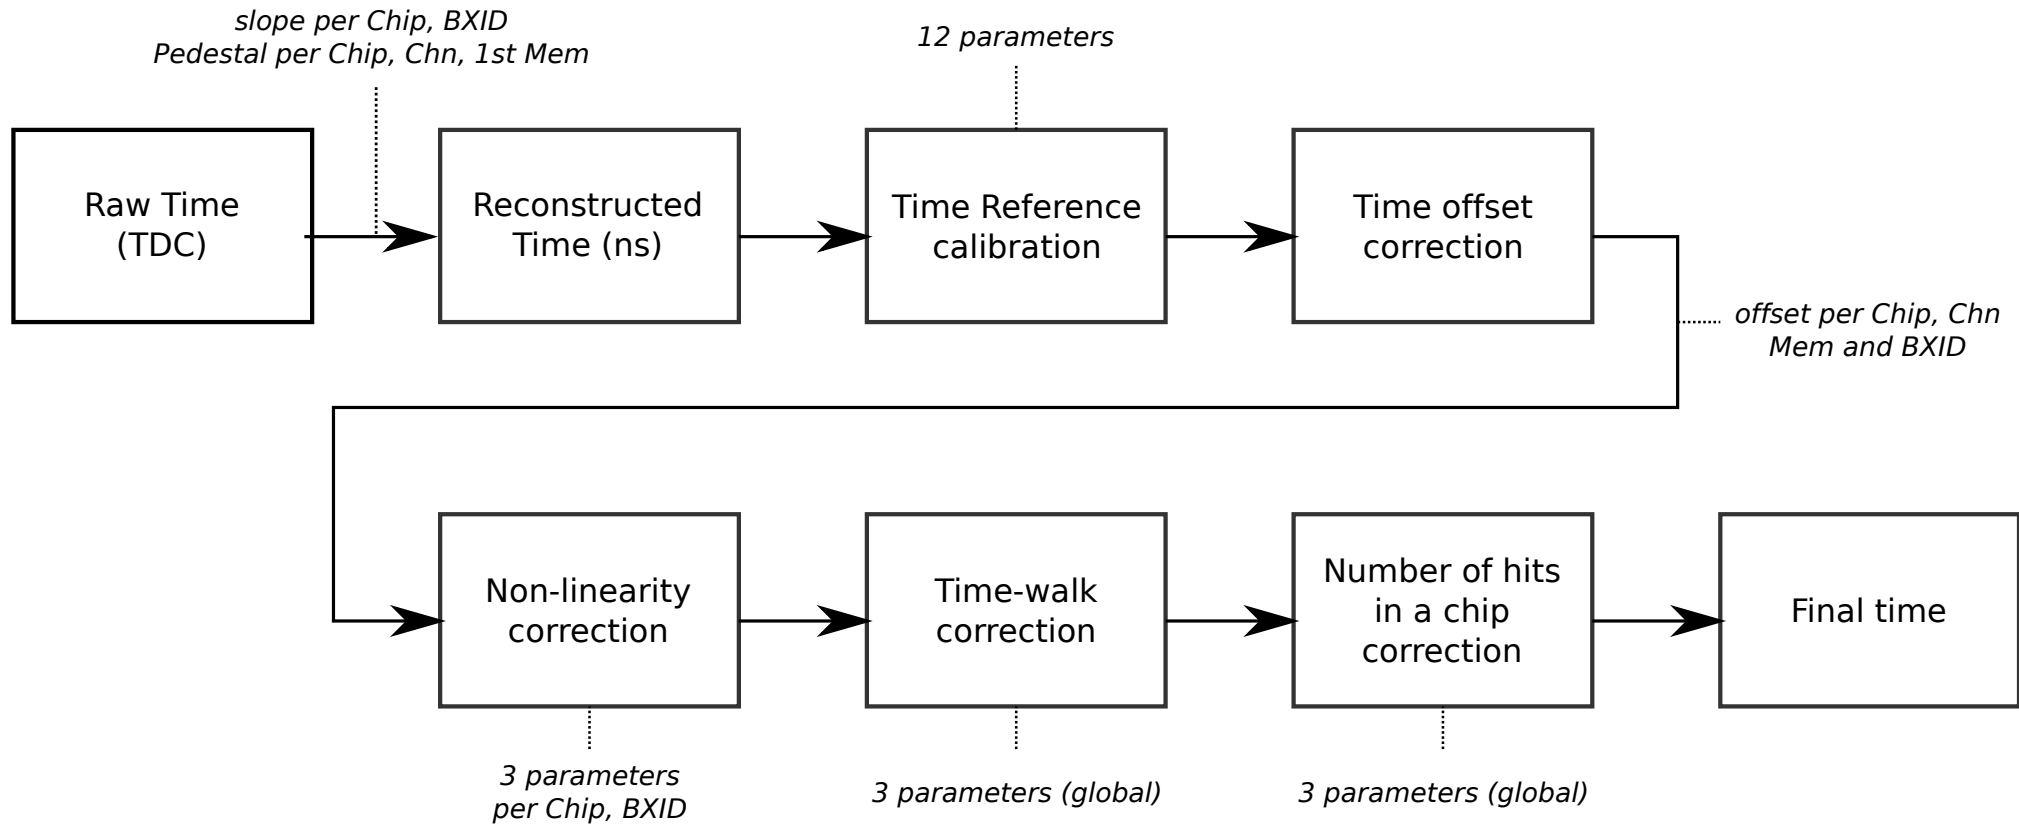 slope per Chip, BXID
Pedestal per Chip, Chn, 1st Mem
12 parameters
Raw Time
(TDC)
Reconstructed
Time (ns)
Time Reference
calibration
Time offset
correction
offset per Chip, Chn
Mem and BXID
Non-linearity
correction
Time-walk
correction
Number of hits
in a chip
correction
Final time
3 parameters
per Chip, BXID
3 parameters (global)
3 parameters (global)